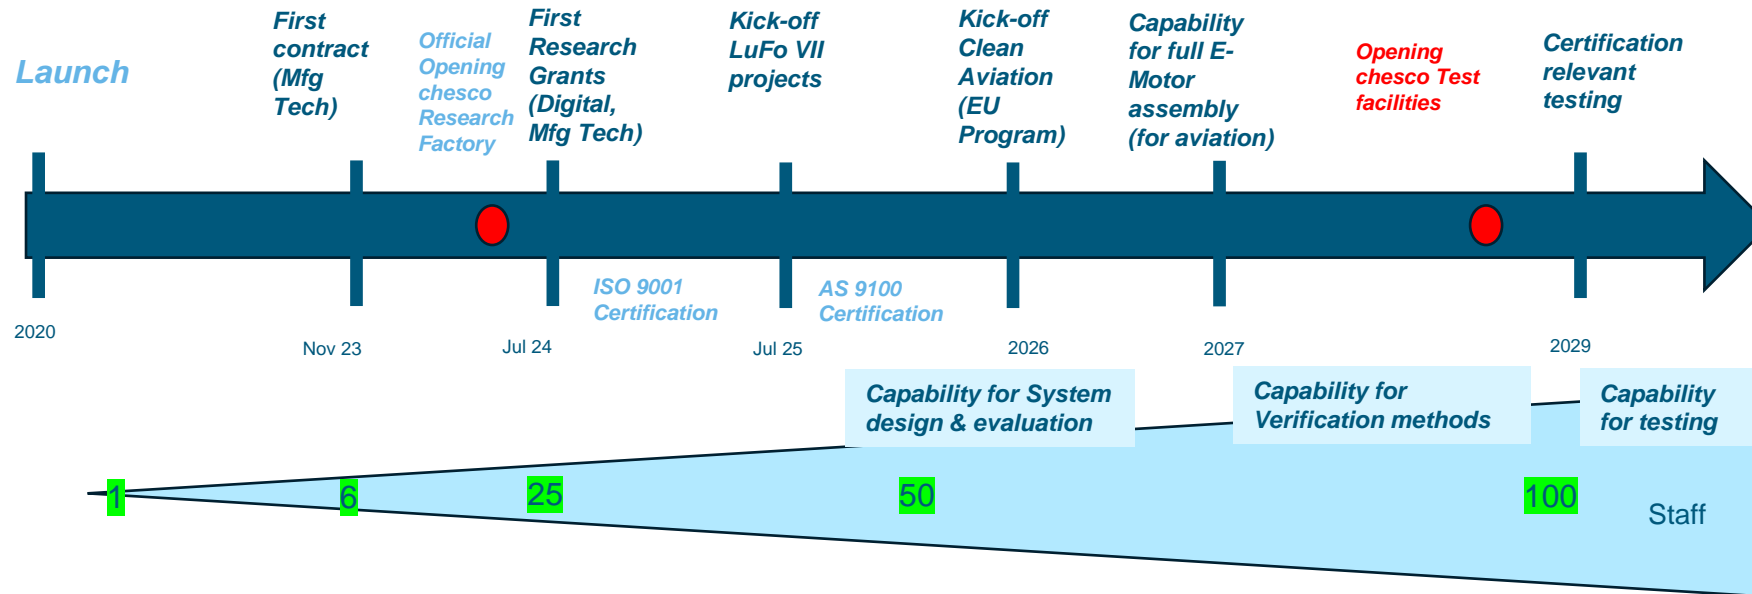 Launch
First
contract
(Mfg
Tech)
Official
Opening
chesco
Research
Factory
First
Research
Grants
(Digital,
Mfg Tech)
Kick-off
LuFo VII
projects
Kick-off
Clean
Aviation
(EU
Program)
Capability
for full E-
Motor
assembly
(for aviation)
Opening
chesco Test
facilities
Certification
relevant
testing
ISO 9001
Certification
AS 9100
Certification
2020
Nov 23
Jul 24
Jul 25
2026
2027
2029
Capability for System
design & evaluation
Capability for
Verification methods
Capability
for testing
1
6
25
50
100
Staff